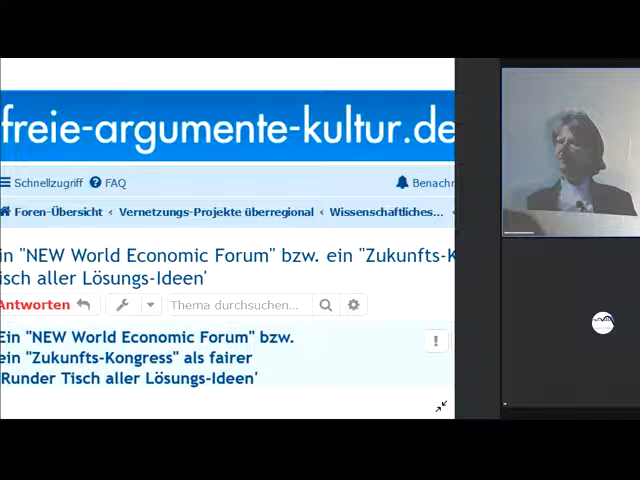 freie-argumente-kultur.de
Schnellzugriff FAQ Benachr
Foren-Übersicht ‹ Vernetzungs-Projekte überregional ‹ Wissenschaftliches... ‹
in "NEW World Economic Forum" bzw. ein "Zukunfts-K
isch aller Lösungs-Ideen'
Antworten Thema durchsuchen...
Ein "NEW World Economic Forum" bzw.
ein "Zukunfts-Kongress" als fairer
'Runder Tisch aller Lösungs-Ideen'